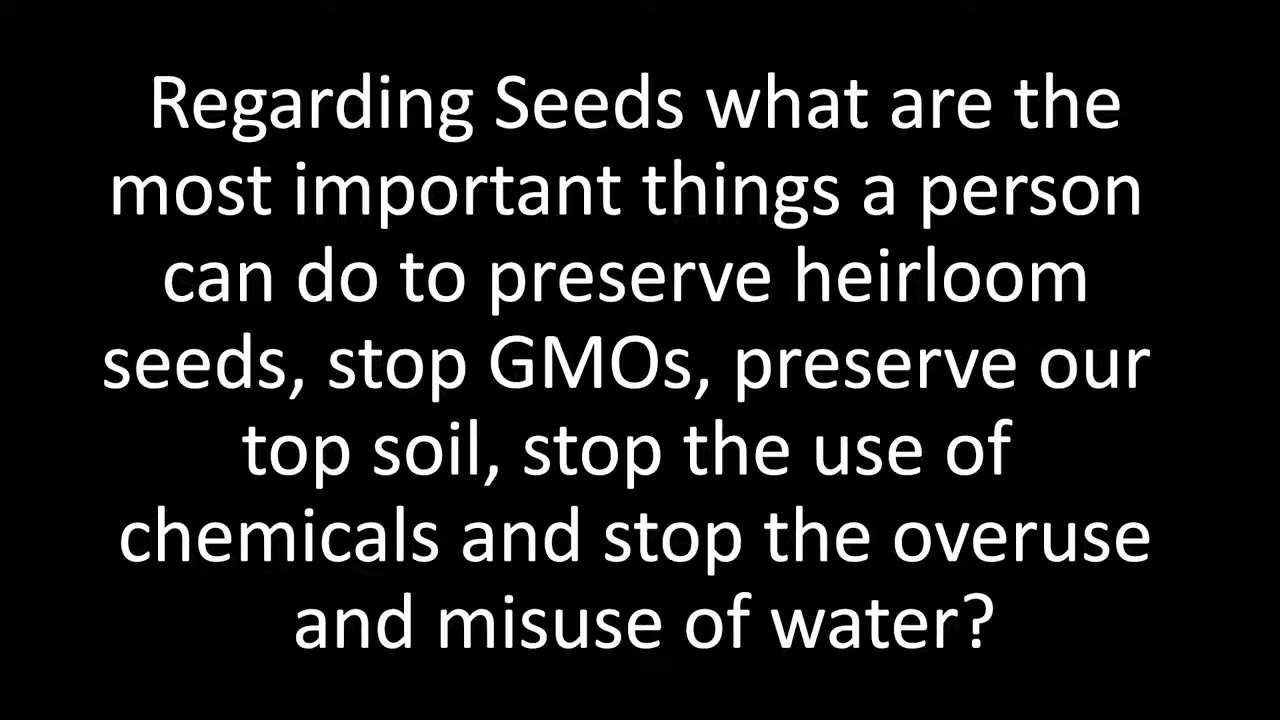 Regarding Seeds what are the
most important things a person
can do to preserve heirloom
seeds, stop GMOs, preserve our
top soil, stop the use of
chemicals and stop the overuse
and misuse of water?